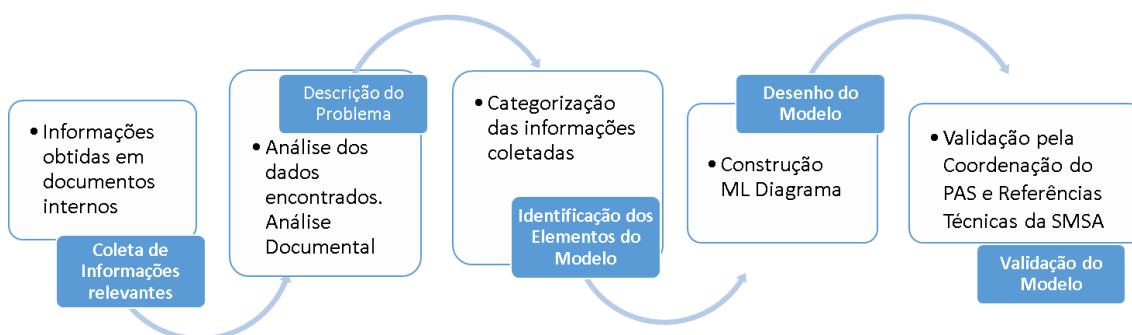 • Informações
obtidas em
documentos
internos
Coleta de
Informações
relevantes
Descrição do
Problema
• Análise dos
dados
encontrados.
Análise
Documental
• Categorização
das informações
coletadas
Identificação dos
Elementos do
Modelo
Desenho do
Modelo
• Construção
ML Diagrama
• Validação pela
Coordenação do
PAS e Referências
Técnicas da SMSA
Validação do
Modelo